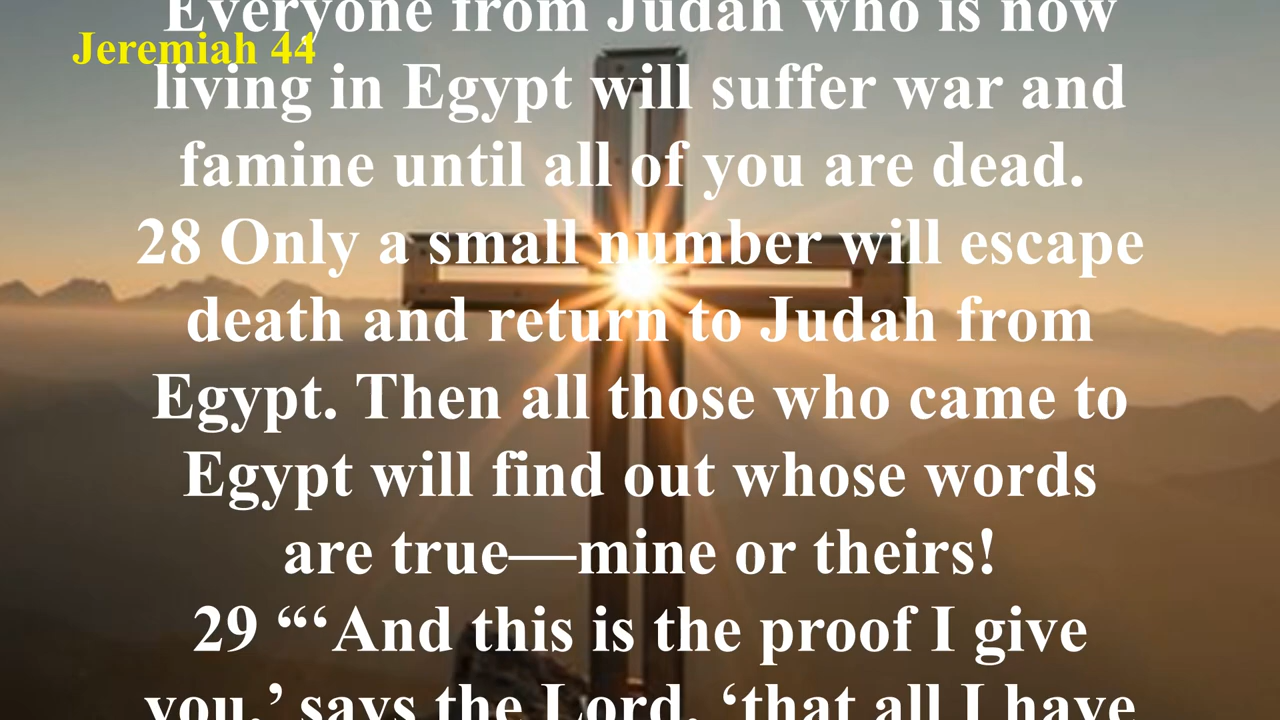 Everyone from Judah who is now
Jeremiah 44
living in Egypt will suffer war and
famine until all of you are dead.
28 Only a small number will escape
death and return to Judah from
Egypt. Then all those who came to
Egypt will find out whose words
are true—mine or theirs!
29 “‘And this is the proof I give
you,’ says the Lord, ‘that all I have